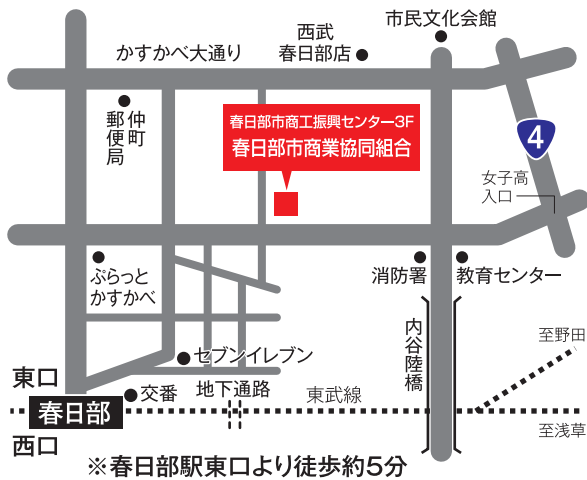 市民文化会館
西武
春日部店
かすかべ大通り
仲町
郵便局
春日部市商工振興センター3F
春日部市商業協同組合
4
女子高
入口
ぷらっと
かすかべ
消防署
教育センター
内谷陸橋
セブンイレブン
至野田
東口
交番
地下通路
東武線
春日部
至浅草
西口
※春日部駅東口より徒歩約5分